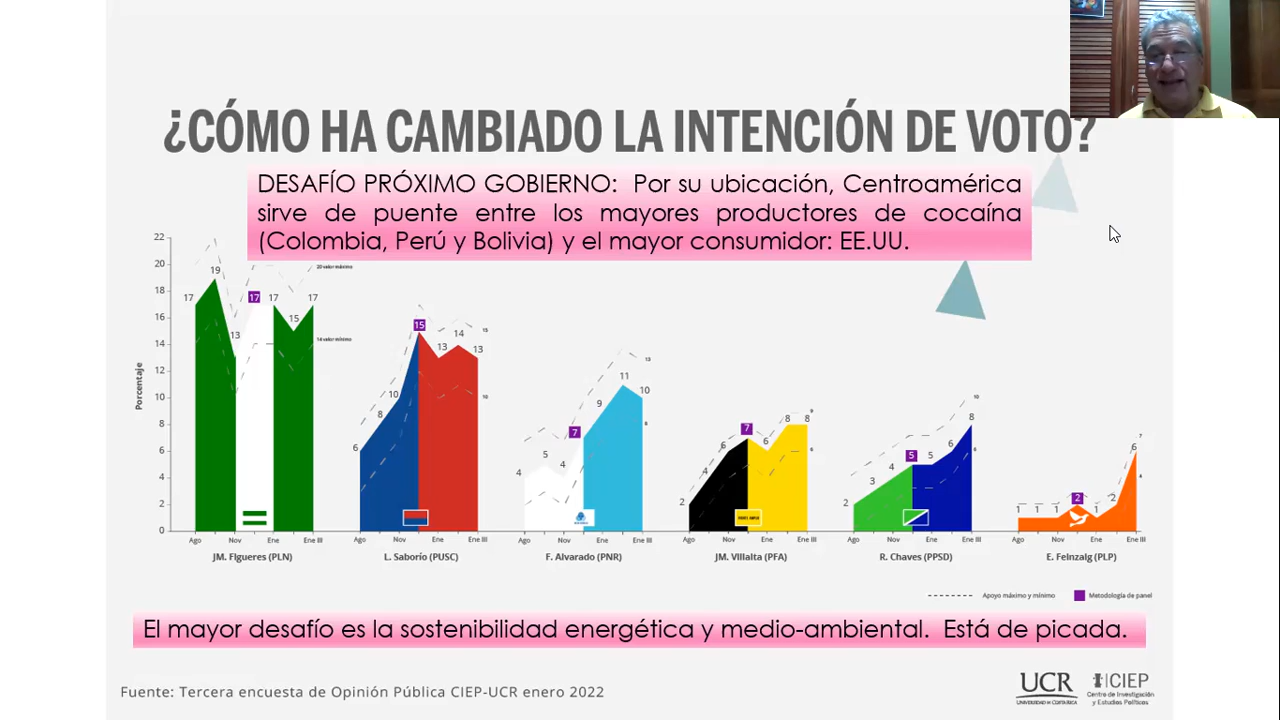 ¿CÓMO HA CAMBIADO LA INTENCIÓN DE VOTO?
DESAFÍO PRÓXIMO GOBIERNO: Por su ubicación, Centroamérica
sirve de puente entre los mayores productores de cocaína
(Colombia, Perú y Bolivia) y el mayor consumidor: EE.UU.
Porcentaje
22
20
18
16
14
12
10
8
6
4
2
0
20 valor máximo
14 valor mínimo
17 19 13 17 17 15 17
Ago Nov Ene Ene III
JM. Figueres (PLN)
6 8 10 15 13 14 13
15
10
Ago Nov Ene Ene III
L. Saborío (PUSC)
4 5 4 7 9 11 10
13
8
Ago Nov Ene Ene III
F. Alvarado (PNR)
2 4 6 7 6 8 8
9
6
Ago Nov Ene Ene III
JM. Villalta (PFA)
2 3 4 5 5 6 8
10
6
Ago Nov Ene Ene III
R. Chaves (PPSD)
1 1 1 2 1 2 6
7
4
Ago Nov Ene Ene III
E. Feinzaig (PLP)
Apoyo máximo y mínimo
Metodología de panel
El mayor desafío es la sostenibilidad energética y medio-ambiental. Está de picada.
Fuente: Tercera encuesta de Opinión Pública CIEP-UCR enero 2022
UCR
UNIVERSIDAD DE COSTA RICA
CIEP
Centro de Investigación
y Estudios Políticos